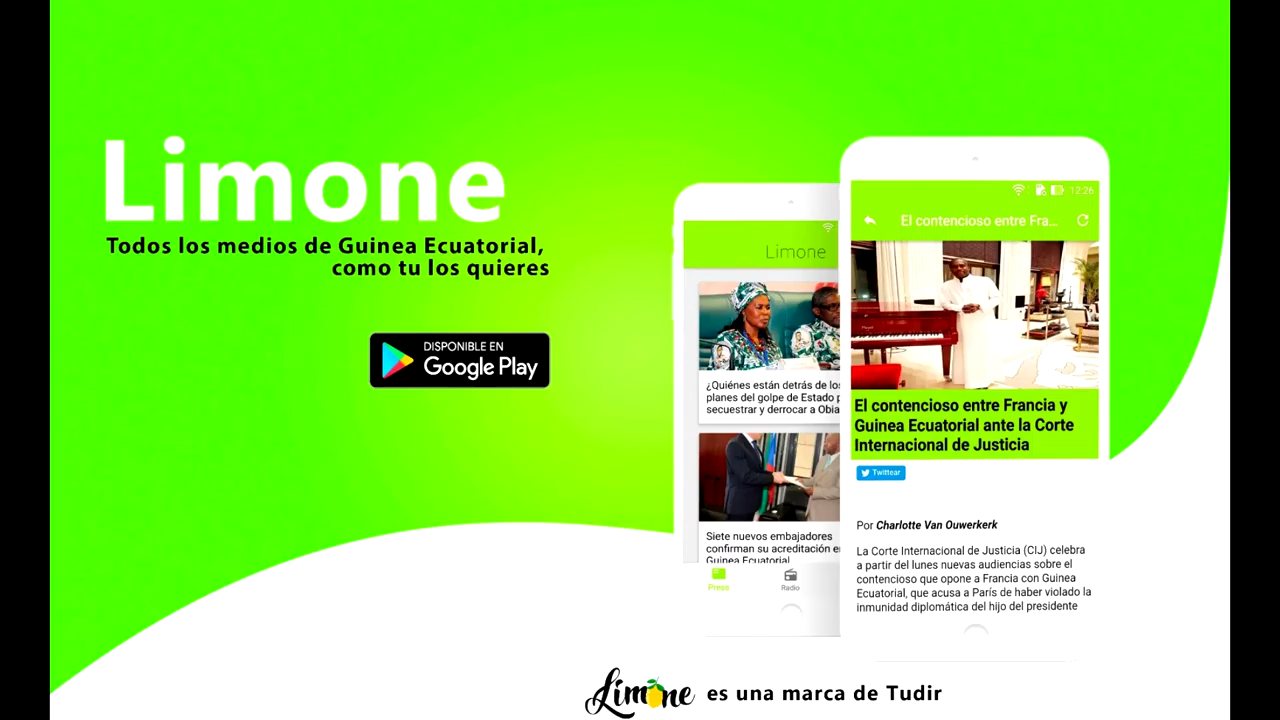 Limone
Todos los medios de Guinea Ecuatorial,
como tu los quieres
DISPONIBLE EN
Google Play
Limone
¿Quiénes están detrás de los
planes del golpe de Estado p
secuestrar y derrocar a Obia
Siete nuevos embajadores
confirman su acreditación e
Guinea Ecuatorial
Press
Radio
12:26
El contencioso entre Fra...
Pleyel
El contencioso entre Francia y
Guinea Ecuatorial ante la Corte
Internacional de Justicia
Twittear
Por Charlotte Van Ouwerkerk
La Corte Internacional de Justicia (CIJ) celebra
a partir del lunes nuevas audiencias sobre el
contencioso que opone a Francia con Guinea
Ecuatorial, que acusa a París de haber violado la
inmunidad diplomática del hijo del presidente
Limone es una marca de Tudir